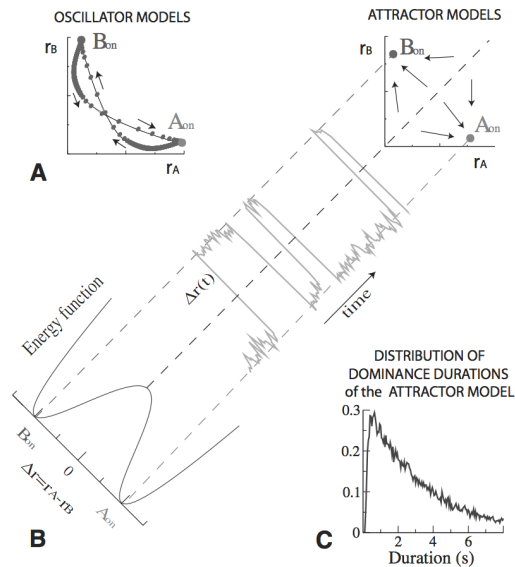 OSCILLATOR MODELS
rB
Bon
Aon
rA
A
ATTRACTOR MODELS
rB
Bon
Aon
rA
Energy function
Δr(t)
time
Bon
0
Aon
Δr=rA-rB
B
DISTRIBUTION OF
DOMINANCE DURATIONS
of the ATTRACTOR MODEL
0.3
0.2
0.1
0
2
4
6
Duration (s)
C